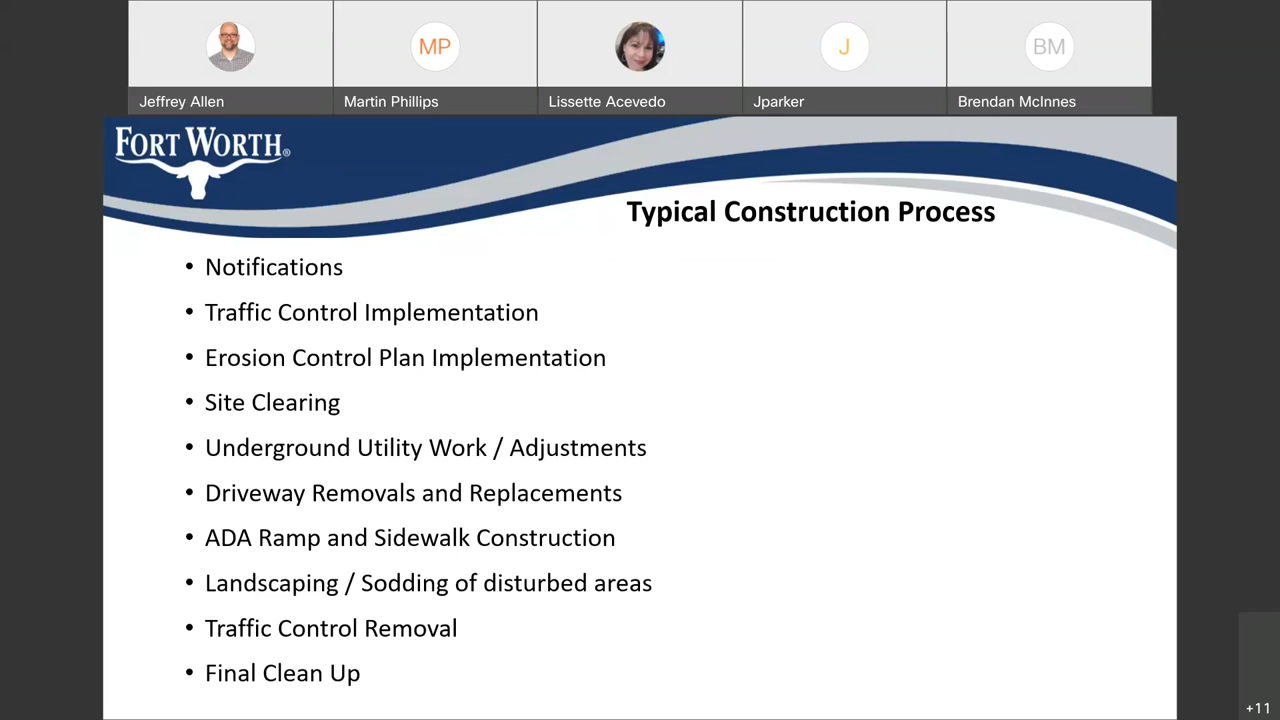 MP
J
BM
Jeffrey Allen
Martin Phillips
Lissette Acevedo
Jparker
Brendan McInnes
FORT WORTH®
Typical Construction Process
• Notifications
• Traffic Control Implementation
• Erosion Control Plan Implementation
• Site Clearing
• Underground Utility Work / Adjustments
• Driveway Removals and Replacements
• ADA Ramp and Sidewalk Construction
• Landscaping / Sodding of disturbed areas
• Traffic Control Removal
• Final Clean Up
+11